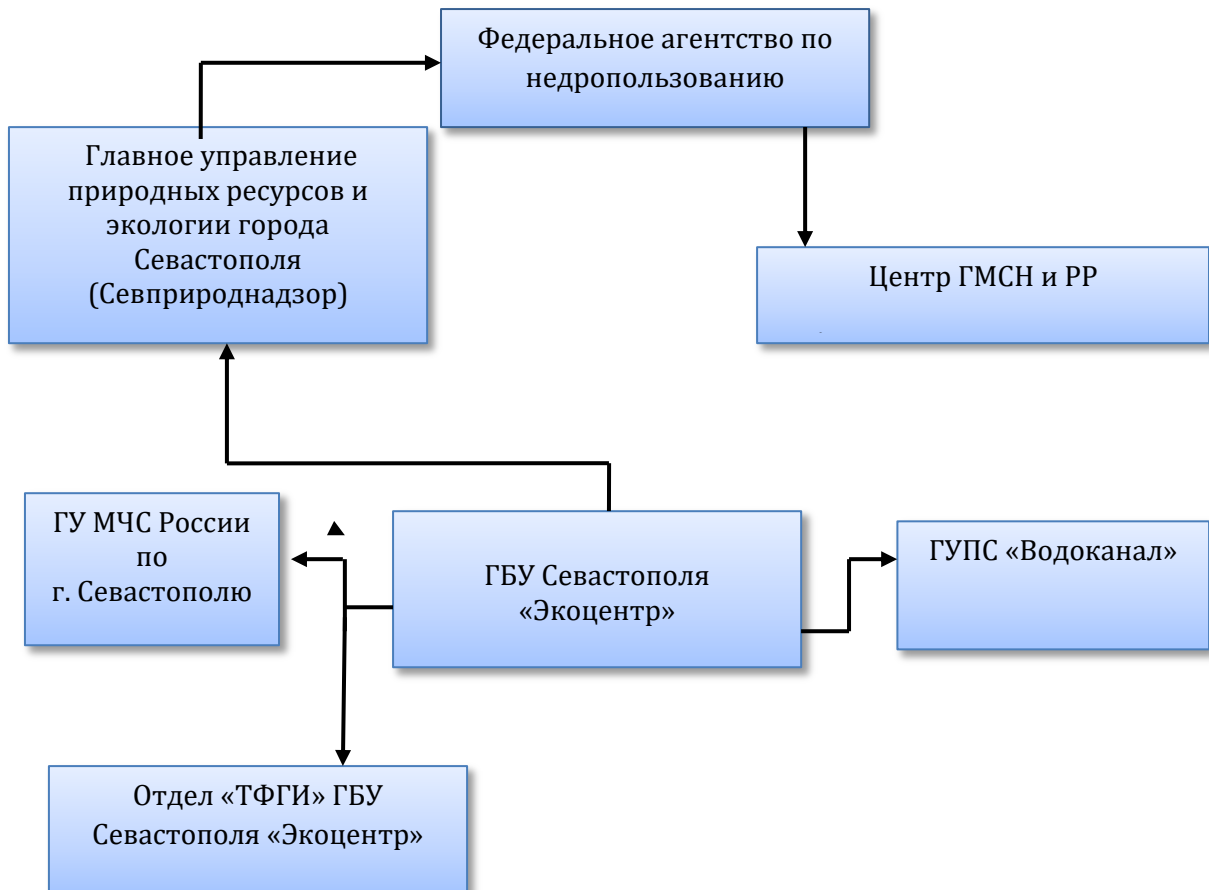 Федеральное агентство по
недропользованию
Главное управление
природных ресурсов и
экологии города
Севастополя
(Севприроднадзор)
Центр ГМСН и РР
ГУ МЧС России
по
г. Севастополю
ГБУ Севастополя
«Экоцентр»
ГУПС «Водоканал»
Отдел «ТФГИ» ГБУ
Севастополя «Экоцентр»